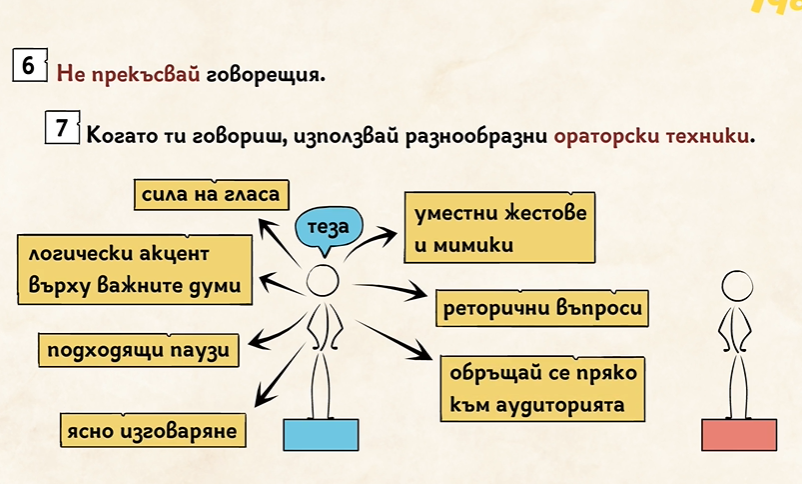 6 Не прекъсвай говорещия.
7 Когато ти говориш, използвай разнообразни ораторски техники.
сила на гласа
теза
уместни жестове
и мимики
логически акцент
върху важните думи
реторични въпроси
подходящи паузи
обръщай се пряко
към аудиторията
ясно изговаряне